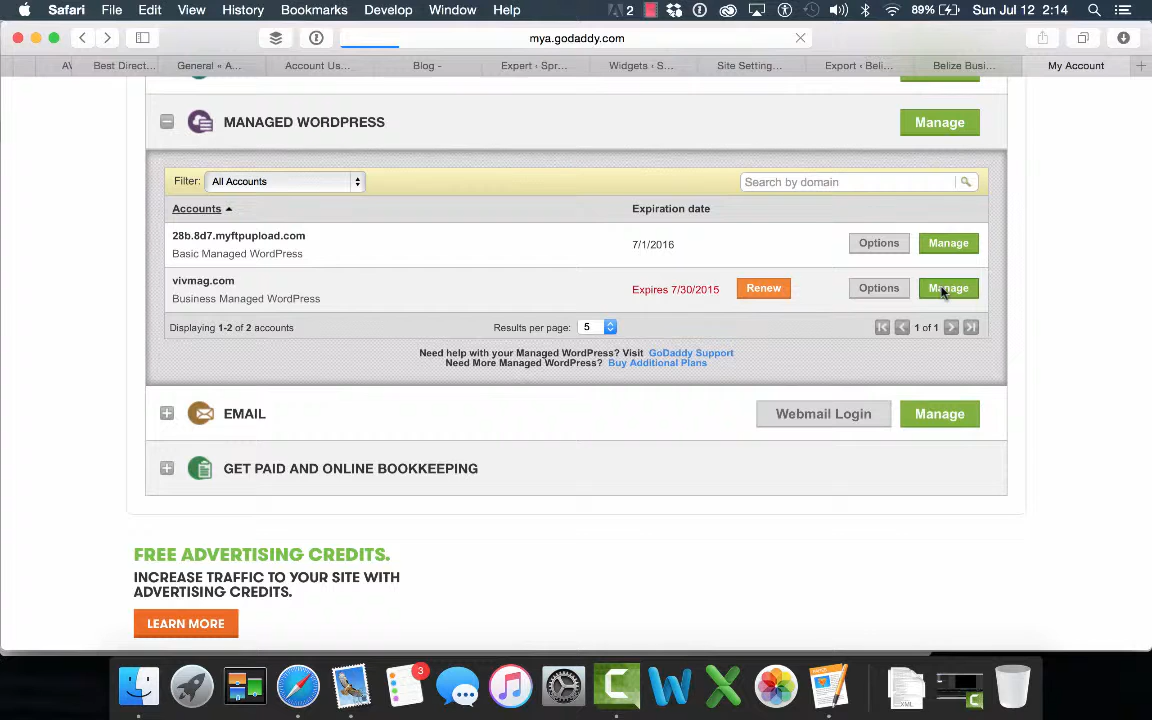 Safari File Edit View History Bookmarks Develop Window Help 2 89% Sun Jul 12 2:14
mya.godaddy.com
Best Direct... General « A... Account Us... Blog - Expert ‹ Spr... Widgets ‹ S... Site Setting... Export ‹ Beli... Belize Busi... My Account
MANAGED WORDPRESS Manage
Filter: All Accounts Search by domain
Accounts Expiration date
28b.8d7.myftpupload.com
Basic Managed WordPress
7/1/2016 Options Manage
vivmag.com
Business Managed WordPress
Expires 7/30/2015 Renew Options Manage
Displaying 1-2 of 2 accounts Results per page: 5 1 of 1
Need help with your Managed WordPress? Visit GoDaddy Support
Need More Managed WordPress? Buy Additional Plans
EMAIL Webmail Login Manage
GET PAID AND ONLINE BOOKKEEPING
FREE ADVERTISING CREDITS.
INCREASE TRAFFIC TO YOUR SITE WITH
ADVERTISING CREDITS.
LEARN MORE
3
XML